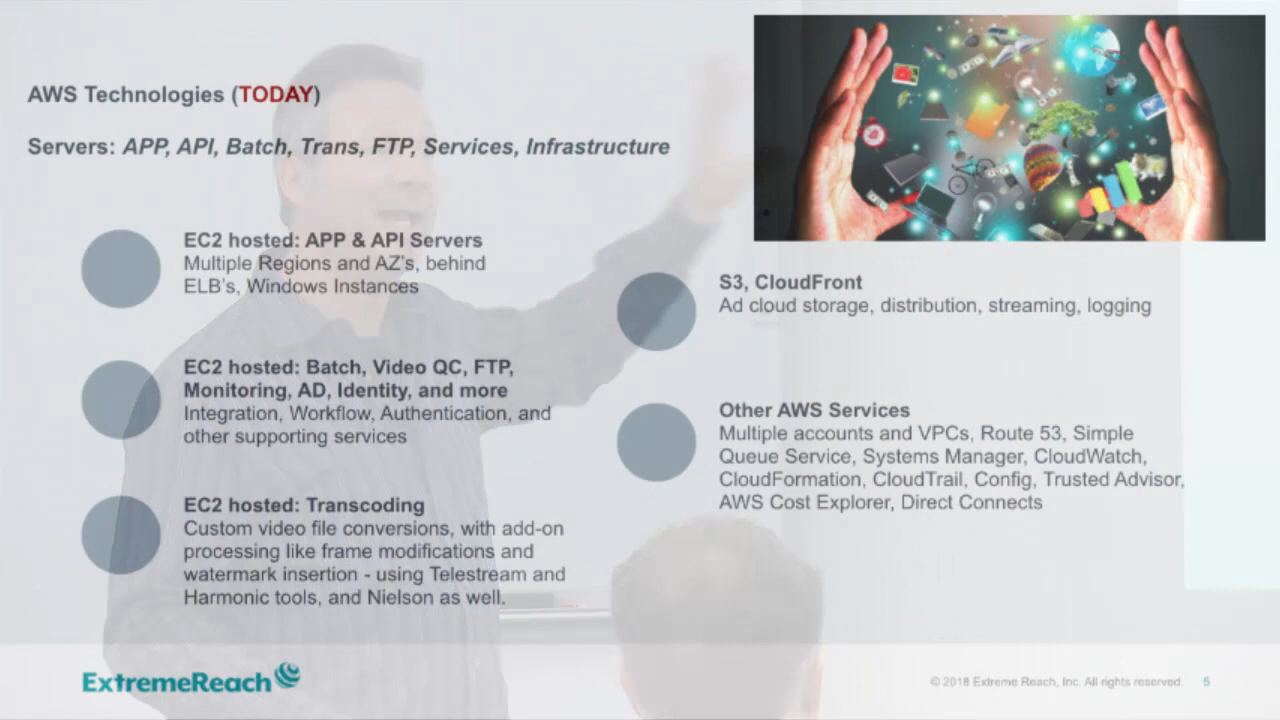 AWS Technologies (TODAY)
Servers: APP, API, Batch, Trans, FTP, Services, Infrastructure
EC2 hosted: APP & API Servers
Multiple Regions and AZ's, behind
ELB's, Windows Instances
EC2 hosted: Batch, Video QC, FTP,
Monitoring, AD, Identity, and more
Integration, Workflow, Authentication, and
other supporting services
EC2 hosted: Transcoding
Custom video file conversions, with add-on
processing like frame modifications and
watermark insertion - using Telestream and
Harmonic tools, and Nielson as well.
S3, CloudFront
Ad cloud storage, distribution, streaming, logging
Other AWS Services
Multiple accounts and VPCs, Route 53, Simple
Queue Service, Systems Manager, CloudWatch,
CloudFormation, CloudTrail, Config, Trusted Advisor,
AWS Cost Explorer, Direct Connects
ExtremeReach
© 2018 Extreme Reach, Inc. All rights reserved. 5